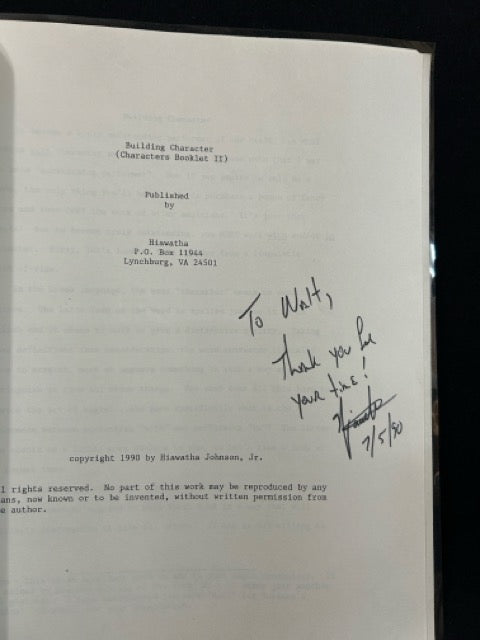 Building Character
(Characters Booklet II)
Published
by
Hiawatha
P.O. Box 11944
Lynchburg, VA 24501
To Walt,
Thank you for
your time!
Hiawatha
7/5/90
copyright 1990 by Hiawatha Johnson, Jr.
l rights reserved. No part of this work may be reproduced by any
ans, now known or to be invented, without written permission from
e author.